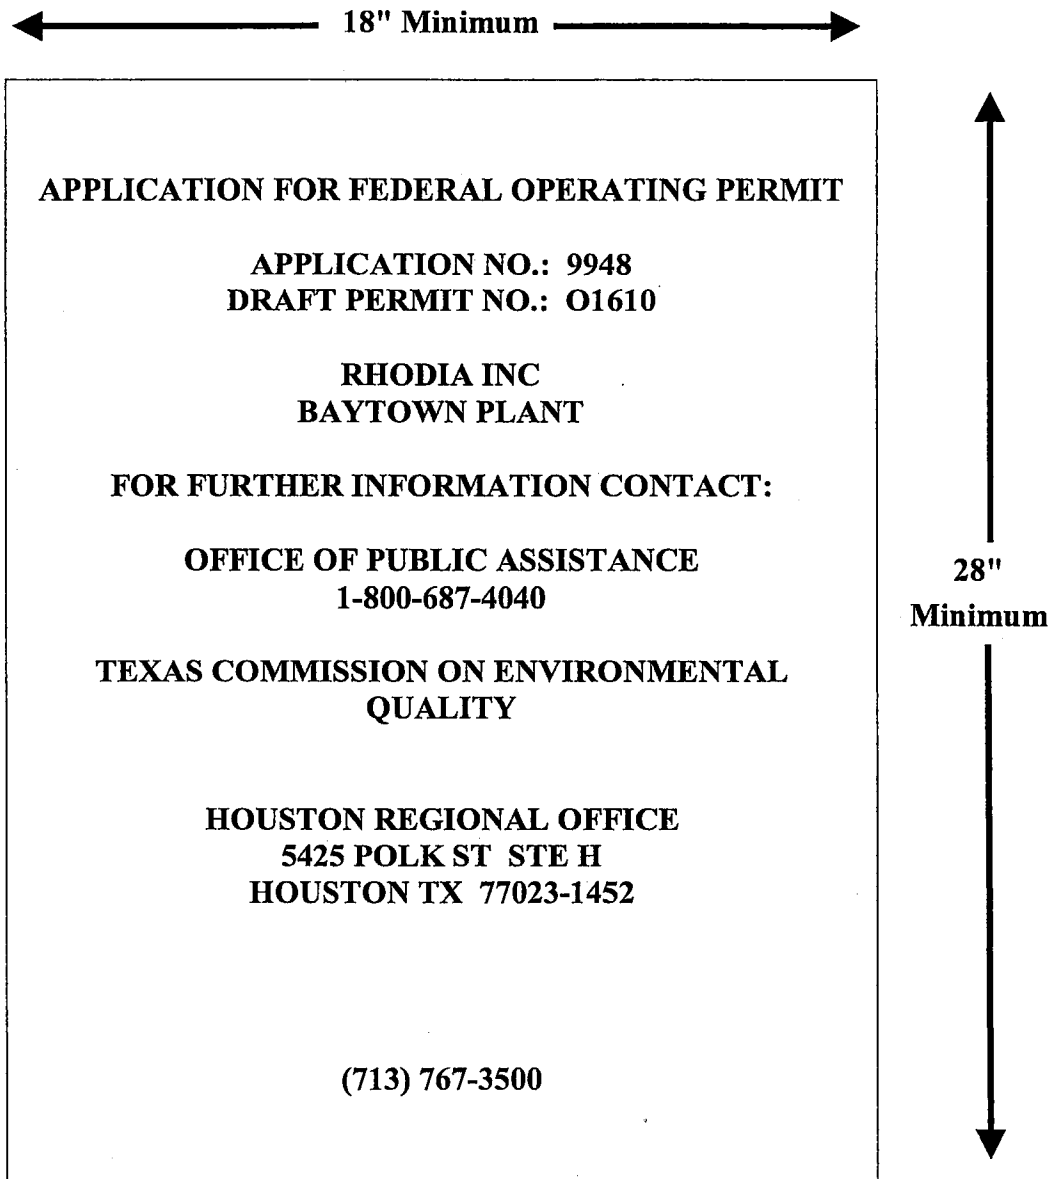 18" Minimum
APPLICATION FOR FEDERAL OPERATING PERMIT
APPLICATION NO.: 9948
DRAFT PERMIT NO.: O1610
RHODIA INC
BAYTOWN PLANT
FOR FURTHER INFORMATION CONTACT:
OFFICE OF PUBLIC ASSISTANCE
1-800-687-4040
TEXAS COMMISSION ON ENVIRONMENTAL
QUALITY
HOUSTON REGIONAL OFFICE
5425 POLK ST STE H
HOUSTON TX 77023-1452
(713) 767-3500
28"
Minimum